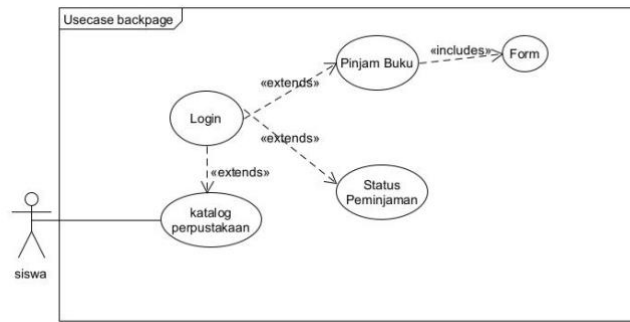 Usecase backpage
Pinjam Buku
«includes»
Form
«extends»
Login
«extends»
«extends»
Status
Peminjaman
katalog
perpustakaan
siswa